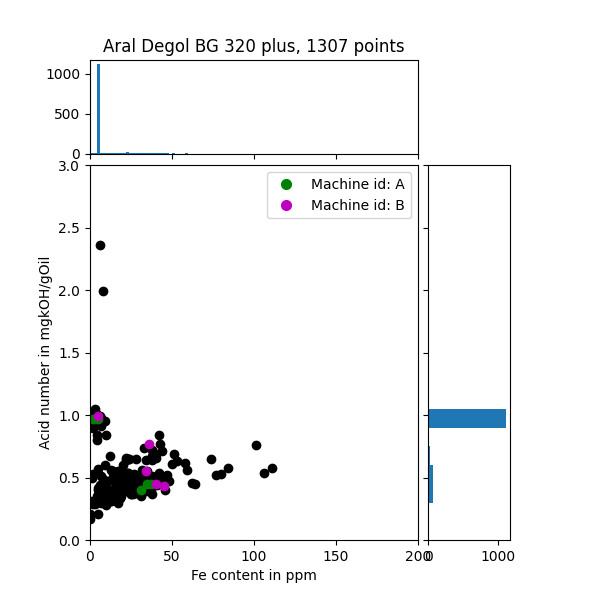 Aral Degol BG 320 plus, 1307 points
1000
500
0
3.0
2.5
2.0
1.5
1.0
0.5
0.0
Acid number in mgkOH/gOil
Machine id: A
Machine id: B
0 50 100 150 200
0 1000
Fe content in ppm